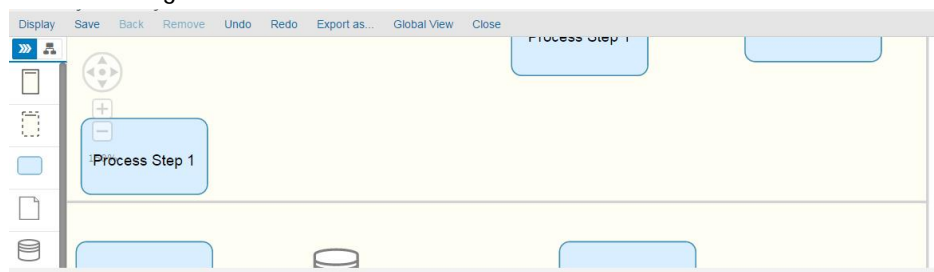 Display Save Back Remove Undo Redo Export as... Global View Close
Process Step 1
Process Step 1